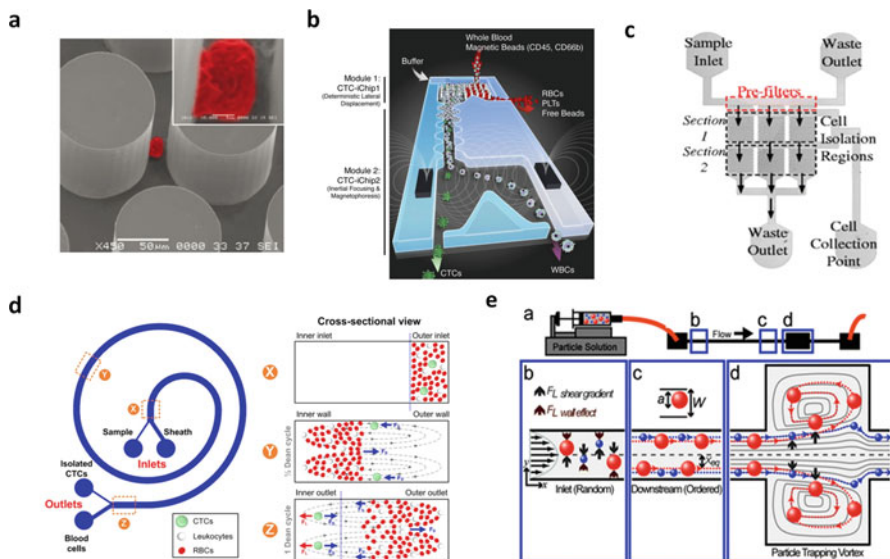 a
X450 50µm 0000 33 37 SEI
b
Whole Blood
Magnetic Beads (CD45, CD66b)
Buffer
Module 1:
CTC-iChip1
(Deterministic Lateral
Displacement)
RBCs
PLTs
Free Beads
Module 2:
CTC-iChip2
(Inertial Focusing &
Magnetophoresis)
CTCs
WBCs
c
Sample
Inlet
Waste
Outlet
Pre-filters
Section
1
Section
2
Cell
Isolation
Regions
Waste
Outlet
Cell
Collection
Point
d
Y
X
Sample
Sheath
Inlets
Isolated
CTCs
Outlets
Blood
cells
Z
CTCs
Leukocytes
RBCs
Cross-sectional view
Inner inlet Outer inlet
X
Inner wall Outer wall
Y
½ Dean cycle
Inner outlet Outer outlet
Z
1 Dean cycle
e
a
Particle Solution
b
Flow
c
d
b
FL shear gradient
FL wall effect
y
x
Inlet (Random)
c
a
W
Xeq
Downstream (Ordered)
d
Particle Trapping Vortex